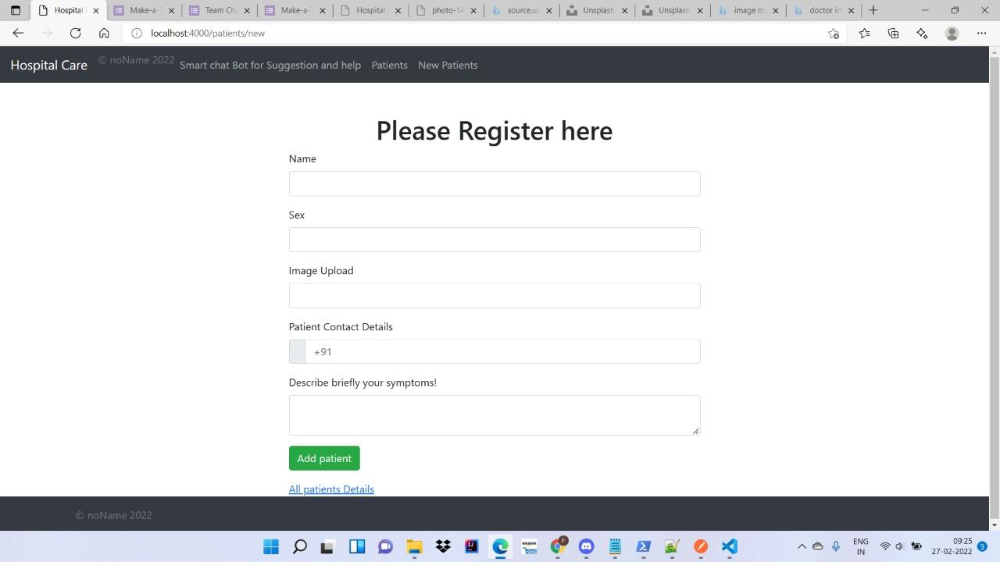 Hospital
Make-a-T
Team Ch
Make-a-T
Hospital
photo-14
source.u
Unsplash
Unsplash
image m
doctor in
localhost:4000/patients/new
Hospital Care
© noName 2022
Smart chat Bot for Suggestion and help
Patients
New Patients
Please Register here
Name
Sex
Image Upload
Patient Contact Details
+91
Describe briefly your symptoms!
Add patient
All patients Details
© noName 2022
amazon
F
ENG
IN
09:25
27-02-2022
3